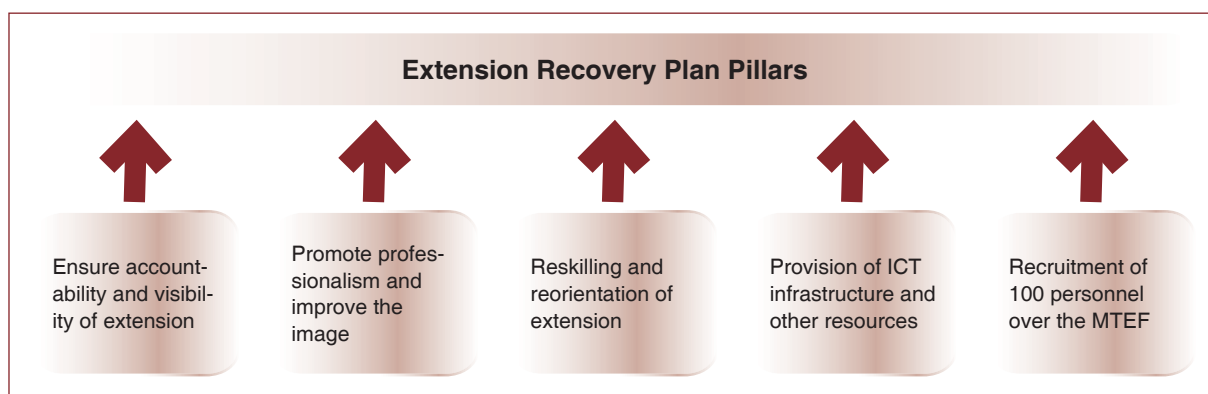 Extension Recovery Plan Pillars
Ensure account-
ability and visibil-
ity of extension
Promote profes-
sionalism and
improve the
image
Reskilling and
reorientation of
extension
Provision of ICT
infrastructure and
other resources
Recruitment of
100 personnel
over the MTEF